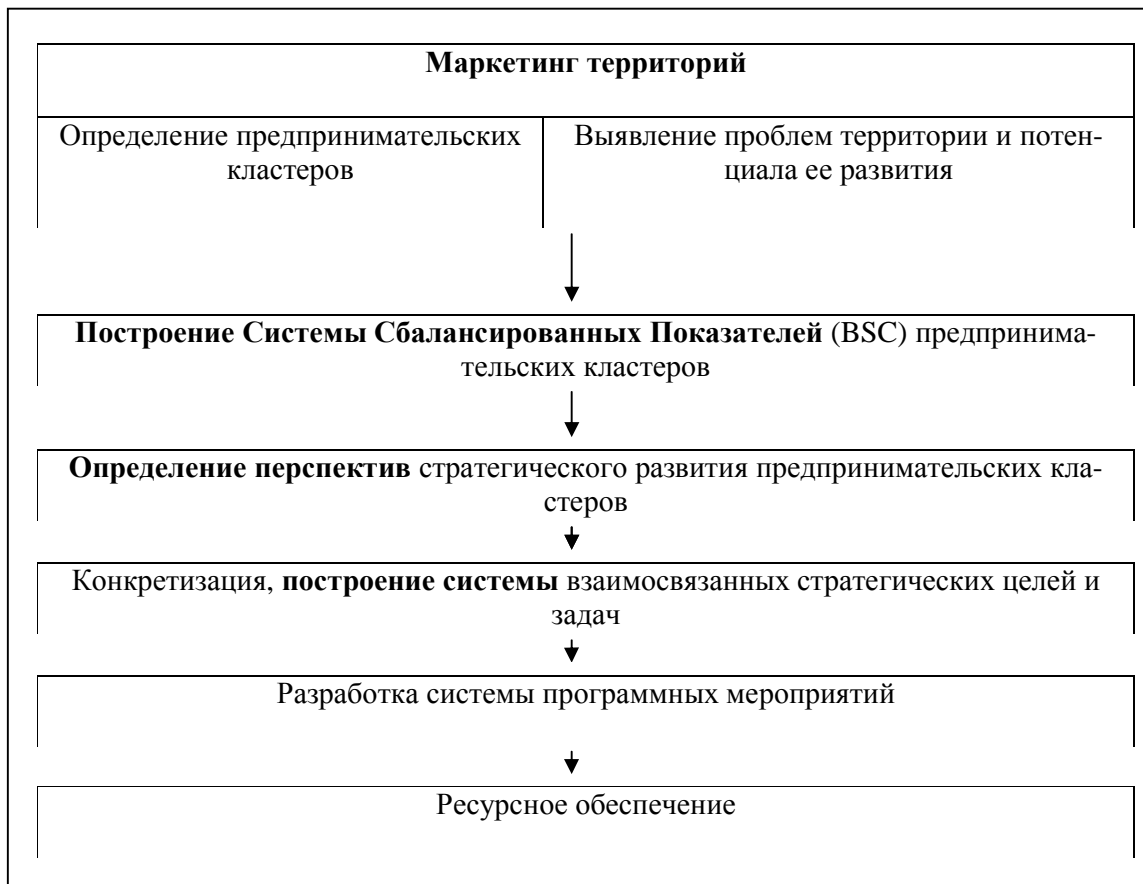 Маркетинг территорий
Определение предпринимательских
кластеров
Выявление проблем территории и потен-
циала ее развития
Построение Системы Сбалансированных Показателей (BSC) предпринима-
тельских кластеров
Определение перспектив стратегического развития предпринимательских кла-
стеров
Конкретизация, построение системы взаимосвязанных стратегических целей и
задач
Разработка системы программных мероприятий
Ресурсное обеспечение